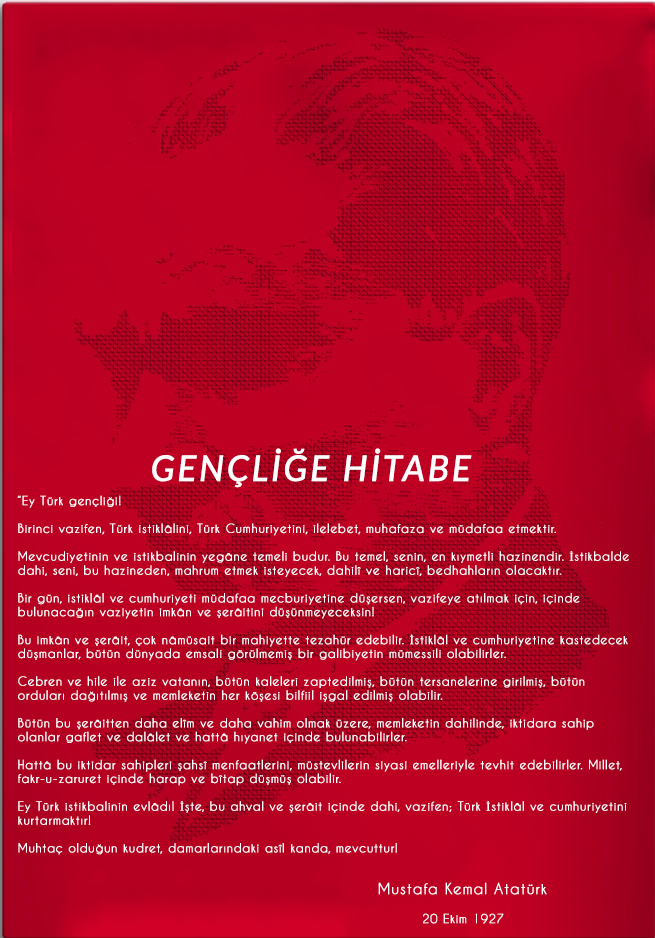 GENÇLİĞE HİTABE
"Ey Türk gençliği!
Birinci vazifen, Türk istiklâlini, Türk Cumhuriyetini, ilelebet, muhafaza ve müdafaa etmektir.
Mevcudiyetinin ve istikbalinin yegâne temeli budur. Bu temel, senin, en kıymetli hazinendir. İstikbalde
dahi, seni, bu hazineden, mahrum etmek isteyecek, dahilî ve haricî, bedhahların olacaktır.
Bir gün, istiklâl ve cumhuriyeti müdafaa mecburiyetine düşersen, vazifeye atılmak için, içinde
bulunacağın vaziyetin imkân ve şerâitini düşünmeyeceksin!
Bu imkân ve şerâit, çok nâmüsait bir mahiyette tezahür edebilir. İstiklâl ve cumhuriyetine kastedecek
düşmanlar, bütün dünyada emsali görülmemiş bir galibiyetin mümessili olabilirler.
Cebren ve hile ile aziz vatanın, bütün kaleleri zaptedilmiş, bütün tersanelerine girilmiş, bütün
orduları dağıtılmış ve memleketin her köşesi bilfiil işgal edilmiş olabilir.
Bütün bu şerâitten daha elîm ve daha vahim olmak üzere, memleketin dahilinde, iktidara sahip
olanlar gaflet ve dalâlet ve hattâ hıyanet içinde bulunabilirler.
Hattâ bu iktidar sahipleri şahsî menfaatlerini, müstevlilerin siyasi emelleriyle tevhit edebilirler. Millet,
fakr-u-zaruret içinde harap ve bîtap düşmüş olabilir.
Ey Türk istikbalinin evlâdı! İşte, bu ahval ve şerâit içinde dahi, vazifen; Türk İstiklâl ve cumhuriyetini
kurtarmaktır!
Muhtaç olduğun kudret, damarlarındaki asîl kanda, mevcuttur!
Mustafa Kemal Atatürk
20 Ekim 1927